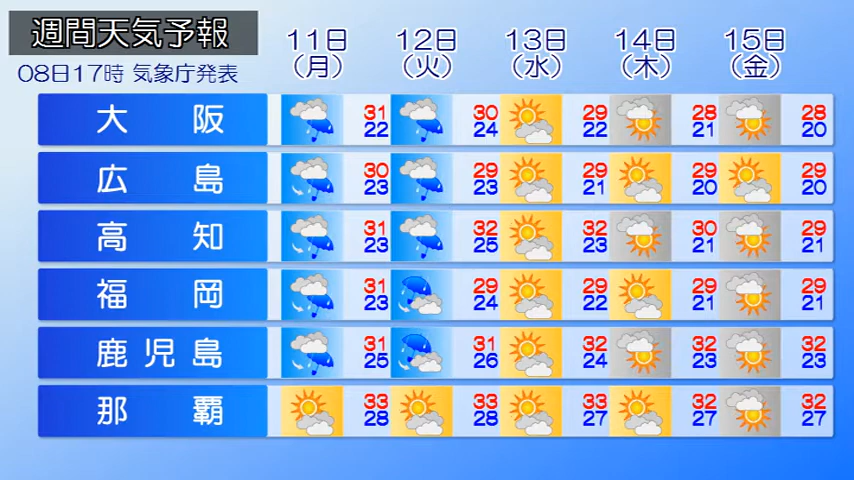 週間天気予報
08日17時 気象庁発表
11日 12日 13日 14日 15日
(月) (火) (水) (木) (金)
大阪 31 22 30 24 29 22 28 21 28 20
広島 30 23 29 23 29 21 29 20 29 20
高知 31 23 32 25 32 23 30 21 29 21
福岡 31 23 29 24 29 22 29 21 29 21
鹿児島 31 25 31 26 32 24 32 23 32 23
那覇 33 28 33 28 33 27 32 27 32 27